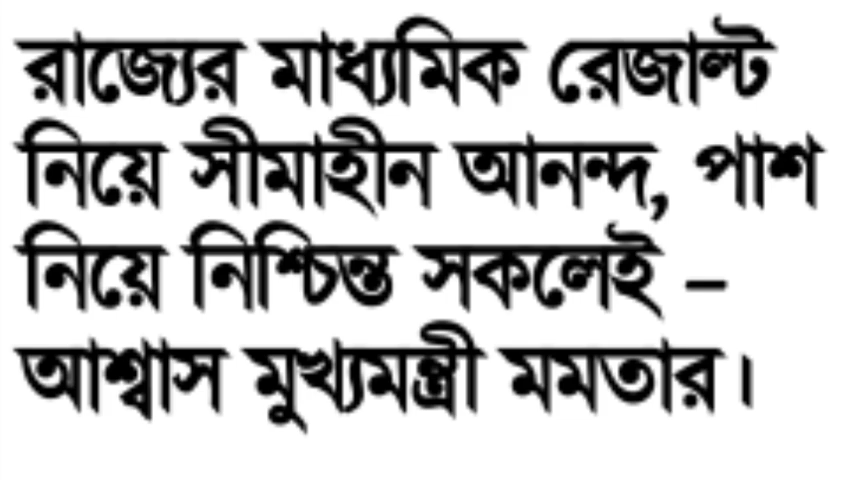 রাজ্যের মাধ্যমিক রেজাল্ট
নিয়ে সীমাহীন আনন্দ, পাশ
নিয়ে নিশ্চিন্ত সকলেই –
আশ্বাস মুখ্যমন্ত্রী মমতার।